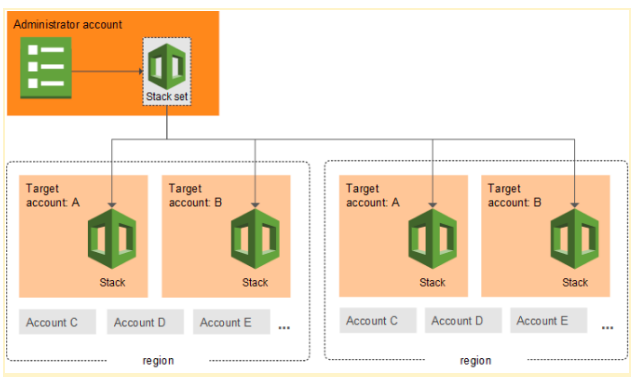 Administrator account
Stack set
Target
account: A
Stack
Target
account: B
Stack
Account C
Account D
Account E
...
region
Target
account: A
Stack
Target
account: B
Stack
Account C
Account D
Account E
...
region